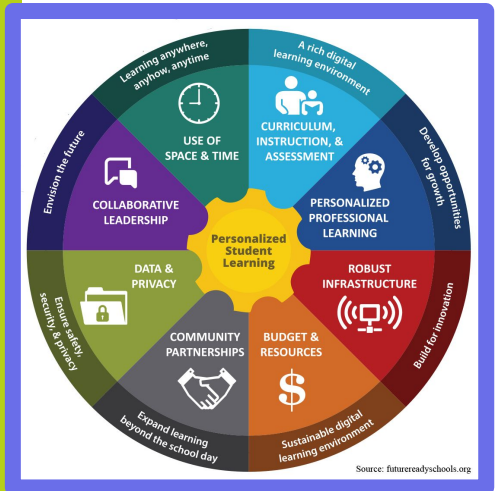 Learning anywhere,
anyhow, anytime
A rich digital
learning environment
Develop opportunities
for growth
Build for innovation
Sustainable digital
learning environment
Expand learning
beyond the school day
Ensure safety,
security, & privacy
Envision the future
USE OF
SPACE & TIME
CURRICULUM,
INSTRUCTION, &
ASSESSMENT
PERSONALIZED
PROFESSIONAL
LEARNING
ROBUST
INFRASTRUCTURE
BUDGET &
RESOURCES
$
COMMUNITY
PARTNERSHIPS
DATA &
PRIVACY
COLLABORATIVE
LEADERSHIP
Personalized
Student
Learning
Source: futurereadyschools.org